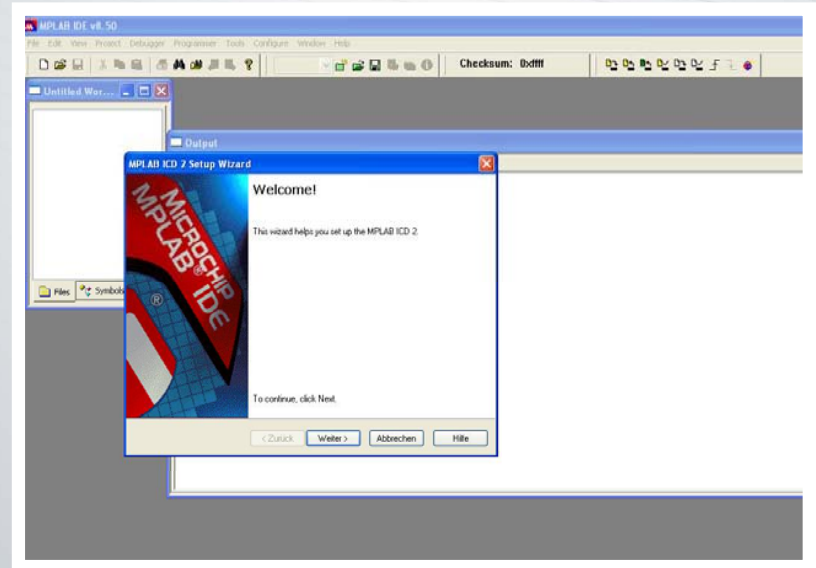 MPLAB IDE v8.50
File Edit View Project Debugger Programmer Tools Configure Window Help
Checksum: 0xffff
Untitled Wor...
Output
MPLAB ICD 2 Setup Wizard
MICROCHIP
MPLAB®
IDE
®
Welcome!
This wizard helps you set up the MPLAB ICD 2.
Files Symbols
To continue, click Next.
< Zurück Weiter > Abbrechen Hilfe